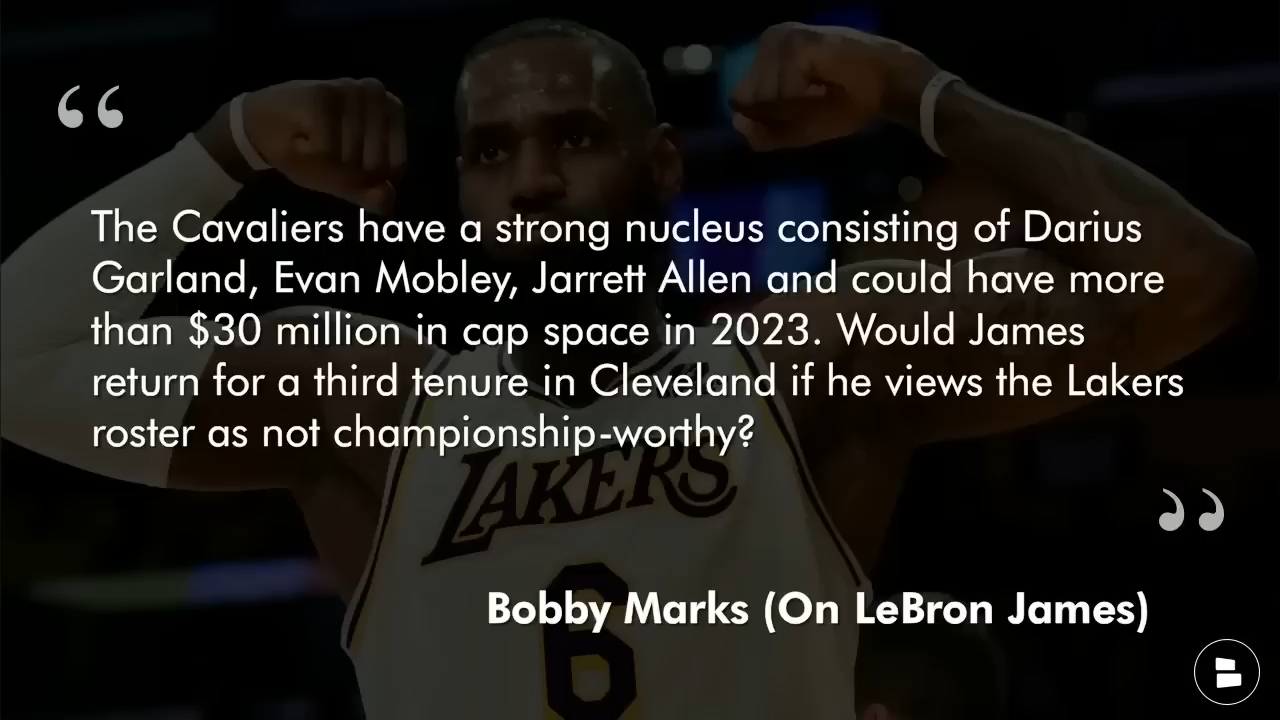 “
The Cavaliers have a strong nucleus consisting of Darius
Garland, Evan Mobley, Jarrett Allen and could have more
than $30 million in cap space in 2023. Would James
return for a third tenure in Cleveland if he views the Lakers
roster as not championship-worthy?
LAKERS
”
6
Bobby Marks (On LeBron James)